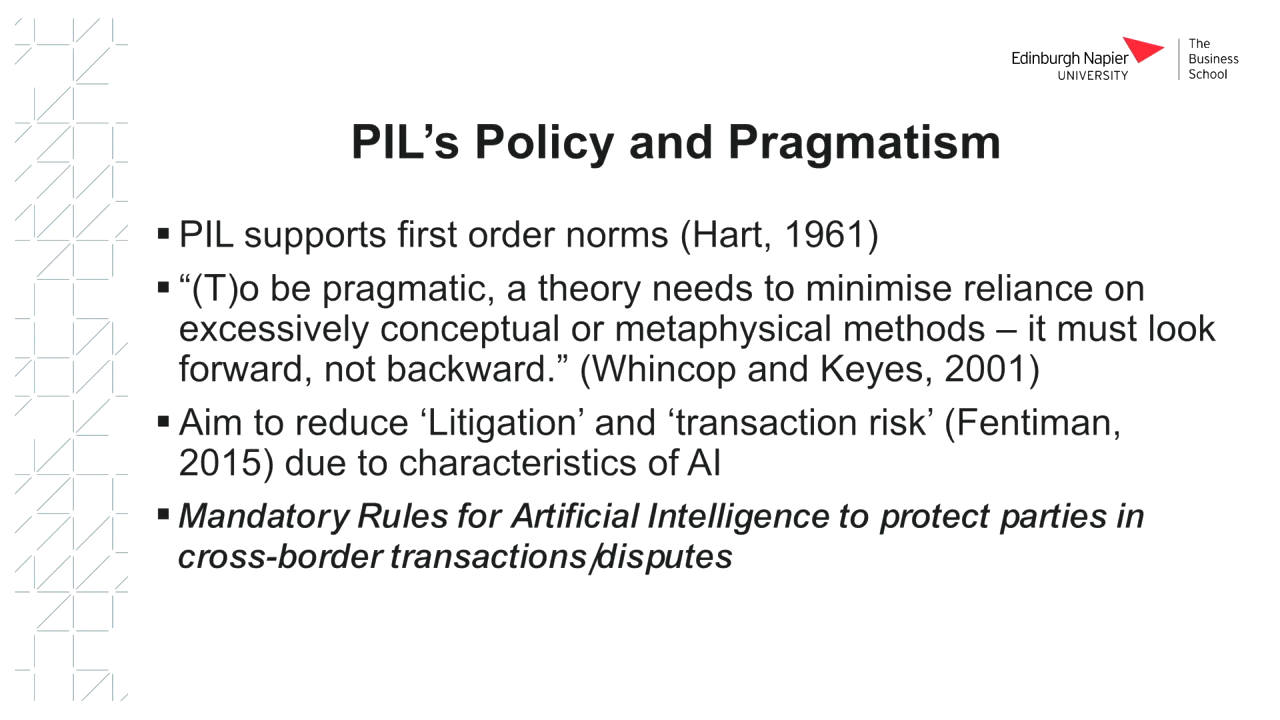 Edinburgh Napier
UNIVERSITY
The
Business
School
PIL’s Policy and Pragmatism
▪ PIL supports first order norms (Hart, 1961)
▪ “(T)o be pragmatic, a theory needs to minimise reliance on
excessively conceptual or metaphysical methods – it must look
forward, not backward.” (Whincop and Keyes, 2001)
▪ Aim to reduce ‘Litigation’ and ‘transaction risk’ (Fentiman,
2015) due to characteristics of AI
▪ Mandatory Rules for Artificial Intelligence to protect parties in
cross-border transactions/disputes